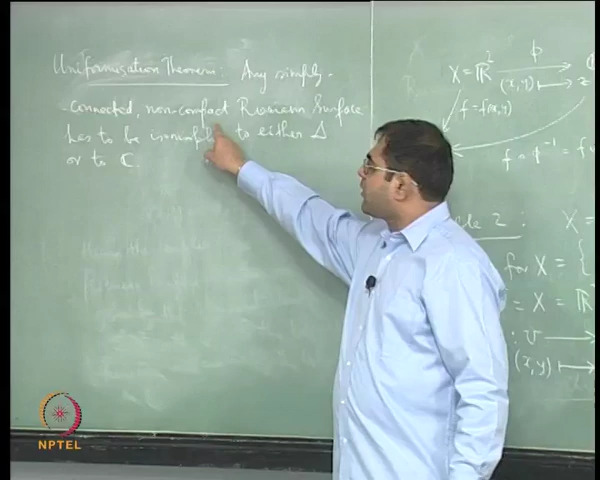 Uniformisation Theorem: Any simply-
-connected, non-compact Riemann Surface
has to be isomorphic to either Δ
or to ℂ.
X = ℝ² ϕ
(x,y) ⟼ z
f = f(x,y)
f ∘ ϕ⁻¹ = f
2 : X =
for X = {
= X = ℝ
: v ⟶
(x,y) ⟼
NPTEL